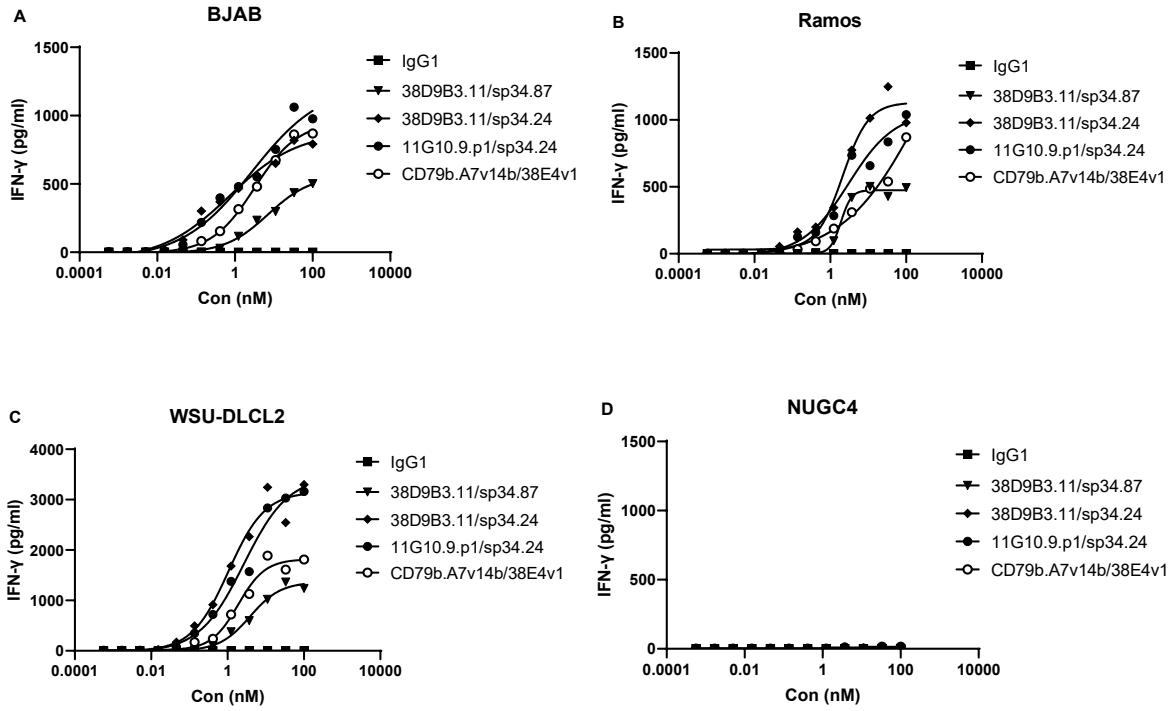 A
BJAB
IFN-γ (pg/ml)
1500
1000
500
0
0.0001
0.01
1
100
10000
Con (nM)
IgG1
38D9B3.11/sp34.87
38D9B3.11/sp34.24
11G10.9.p1/sp34.24
CD79b.A7v14b/38E4v1
B
Ramos
IFN-γ (pg/ml)
1500
1000
500
0
0.0001
0.01
1
100
10000
Con (nM)
IgG1
38D9B3.11/sp34.87
38D9B3.11/sp34.24
11G10.9.p1/sp34.24
CD79b.A7v14b/38E4v1
C
WSU-DLCL2
IFN-γ (pg/ml)
4000
3000
2000
1000
0
0.0001
0.01
1
100
10000
Con (nM)
IgG1
38D9B3.11/sp34.87
38D9B3.11/sp34.24
11G10.9.p1/sp34.24
CD79b.A7v14b/38E4v1
D
NUGC4
IFN-γ (pg/ml)
1500
1000
500
0
0.0001
0.01
1
100
10000
Con (nM)
IgG1
38D9B3.11/sp34.87
38D9B3.11/sp34.24
11G10.9.p1/sp34.24
CD79b.A7v14b/38E4v1